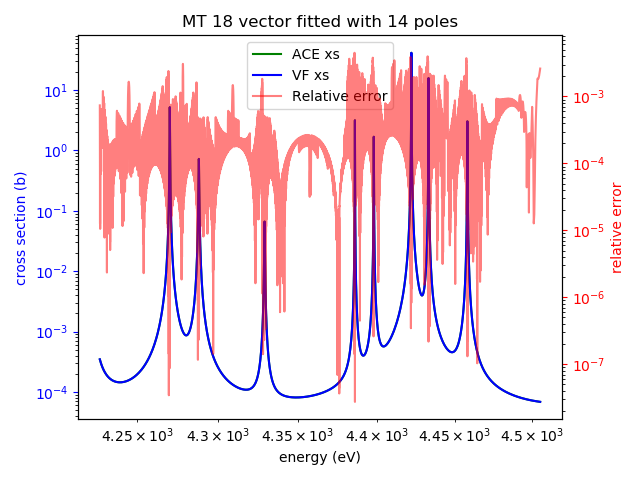 MT 18 vector fitted with 14 poles
ACE xs
VF xs
Relative error
cross section (b)
10¹
10⁰
10⁻¹
10⁻²
10⁻³
10⁻⁴
10⁻³
10⁻⁴
10⁻⁵
10⁻⁶
10⁻⁷
relative error
4.25 × 10³ 4.3 × 10³ 4.35 × 10³ 4.4 × 10³ 4.45 × 10³ 4.5 × 10³
energy (eV)